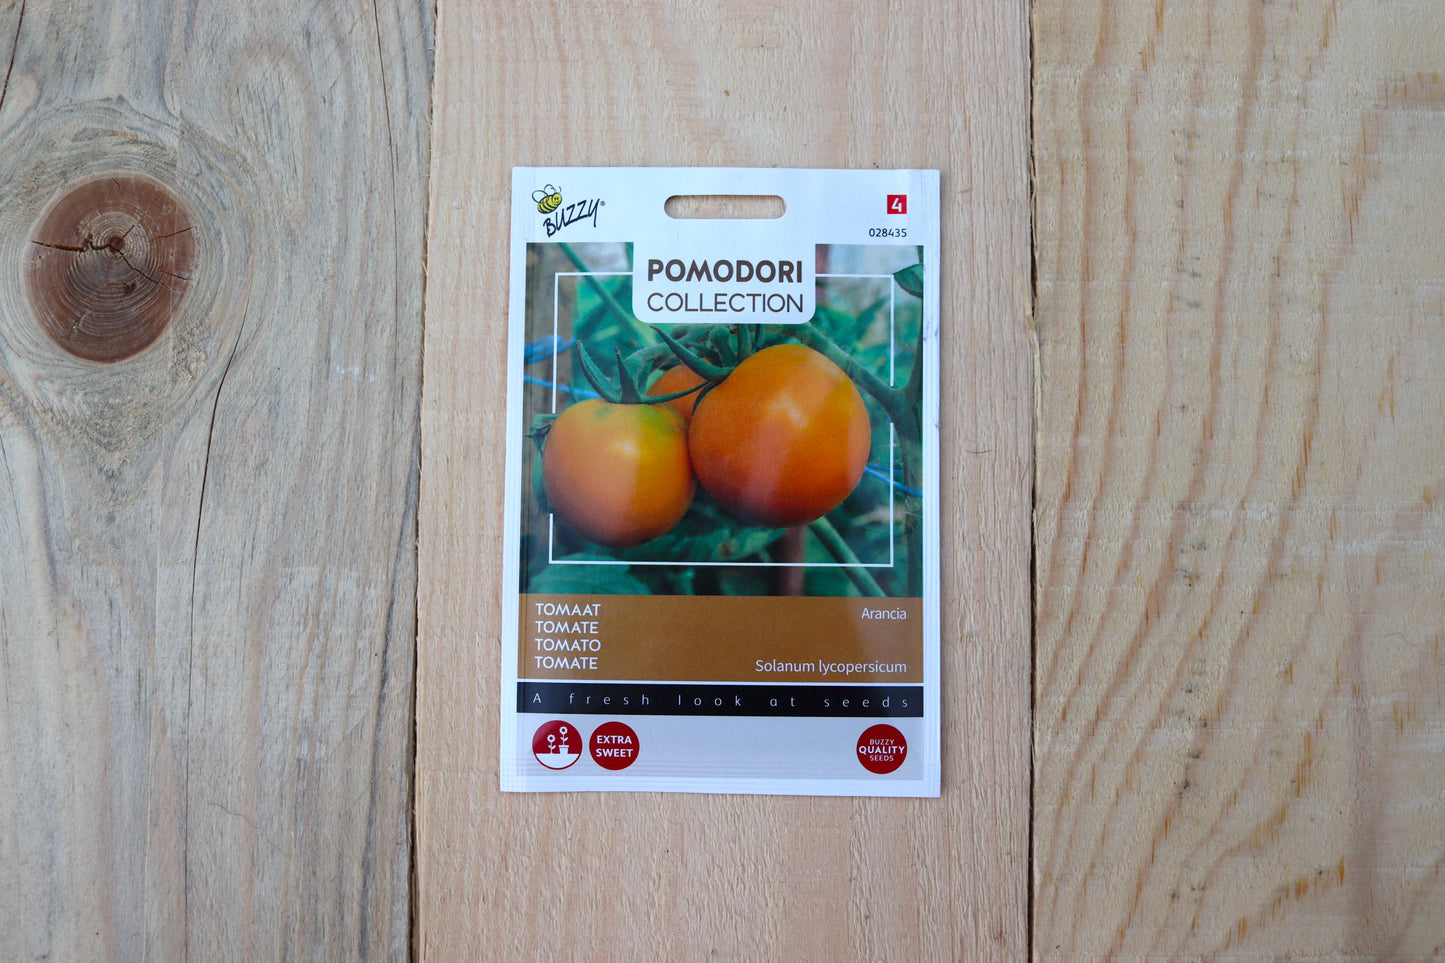 BUZZY®
4
028435
POMODORI
COLLECTION
TOMAAT
TOMATE
TOMATO
TOMATE
Arancia
Solanum lycopersicum
A fresh look at seeds
EXTRA
SWEET
BUZZY
QUALITY
SEEDS